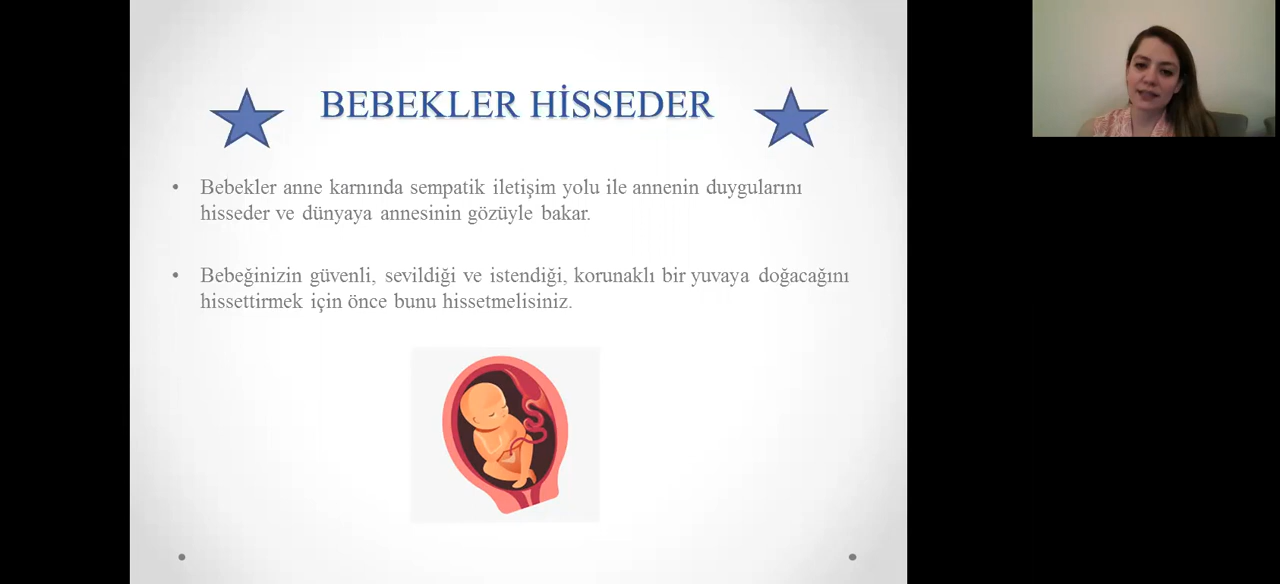 BEBEKLER HİSSEDER
• Bebekler anne karnında sempatik iletişim yolu ile annenin duygularını
hisseder ve dünyaya annesinin gözüyle bakar.
• Bebeğinizin güvenli, sevildiği ve istendiği, korunaklı bir yuvaya doğacağını
hissettirmek için önce bunu hissetmelisiniz.